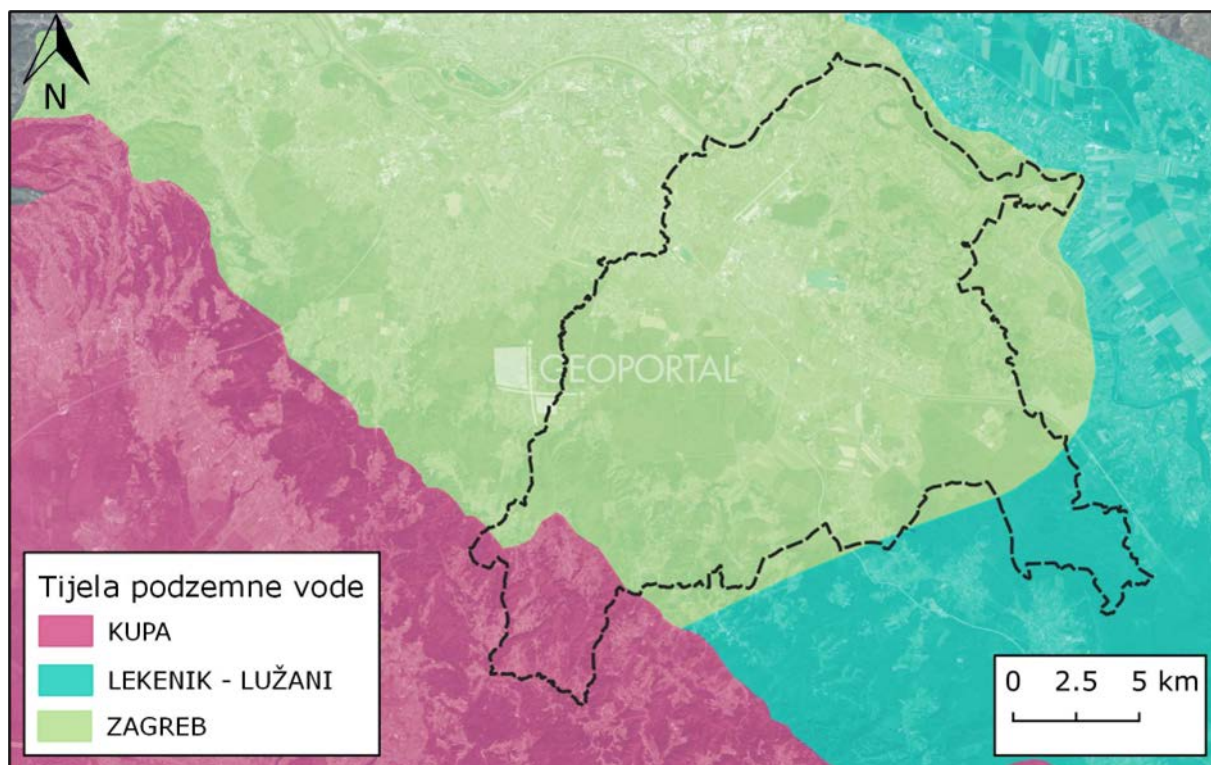 N
GEOPORTAL
Tijela podzemne vode
KUPA
LEKENIK - LUŽANI
ZAGREB
0 2.5 5 km